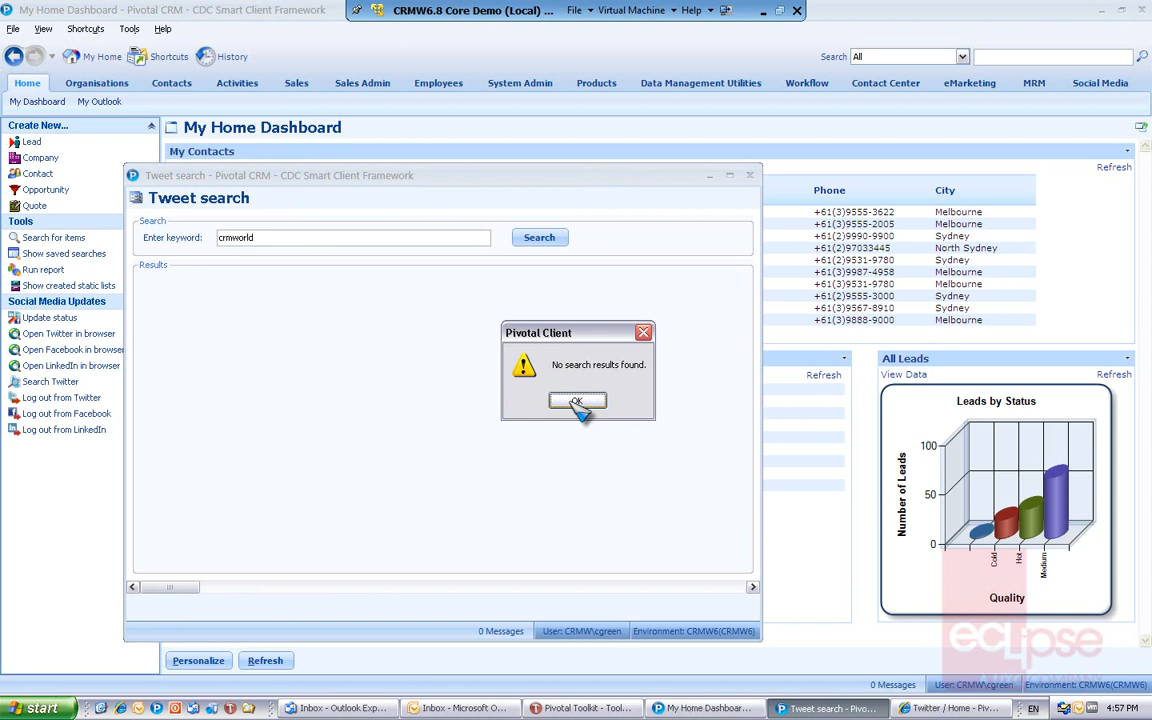 My Home Dashboard - Pivotal CRM - CDC Smart Client Framework
CRMW6.8 Core Demo (Local) ...
File Virtual Machine Help
File View Shortcuts Tools Help
My Home Shortcuts History
Search All
Home Organisations Contacts Activities Sales Sales Admin Employees System Admin Products Data Management Utilities Workflow Contact Center eMarketing MRM Social Media
My Dashboard My Outlook
Create New...
Lead
Company
Contact
Opportunity
Quote
Tools
Search for items
Show saved searches
Run report
Show created static lists
Social Media Updates
Update status
Open Twitter in browser
Open Facebook in browse
Open LinkedIn in browser
Search Twitter
Log out from Twitter
Log out from Facebook
Log out from LinkedIn
My Home Dashboard
My Contacts
Refresh
Phone City
+61(3)9555-3622 Melbourne
+61(3)9555-2005 Melbourne
+61(2)9990-9900 Sydney
+61(2)97033445 North Sydney
+61(2)9531-9780 Sydney
+61(3)9987-4958 Melbourne
+61(3)9531-9780 Melbourne
+61(2)9555-3000 Sydney
+61(3)9567-8910 Sydney
+61(3)9888-9000 Melbourne
Tweet search - Pivotal CRM - CDC Smart Client Framework
Tweet search
Search
Enter keyword: crmworld Search
Results
Pivotal Client
No search results found.
OK
0 Messages User: CRMW\cgreen Environment: CRMW6(CRMW6)
Refresh
All Leads
View Data Refresh
Leads by Status
Number of Leads
100
50
0
Cold
Hot
Medium
Quality
eclipse
Personalize Refresh
0 Messages User: CRMW\cgreen Environment: CRMW6(CRMW6)
start
Inbox - Outlook Exp...
Inbox - Microsoft O...
Pivotal Toolkit - Tool...
My Home Dashboar...
Tweet search - Pivo...
Twitter / Home - Piv...
EN
4:57 PM